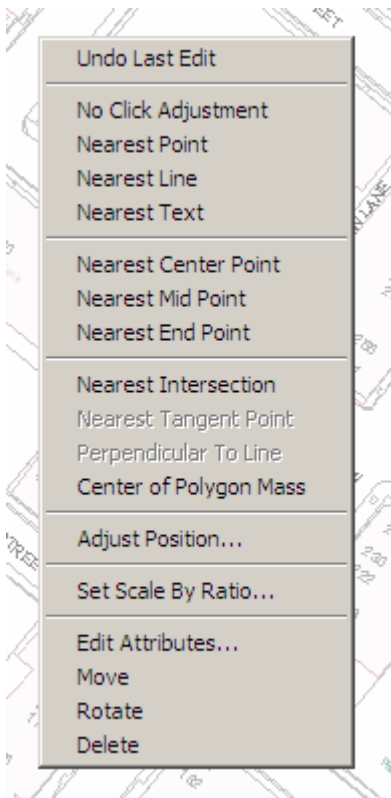 EET
Undo Last Edit
No Click Adjustment
Nearest Point
Nearest Line
Nearest Text
LANE
Nearest Center Point
Nearest Mid Point
Nearest End Point
Nearest Intersection
Nearest Tangent Point
Perpendicular To Line
Center of Polygon Mass
Adjust Position...
Set Scale By Ratio...
Edit Attributes...
Move
Rotate
Delete